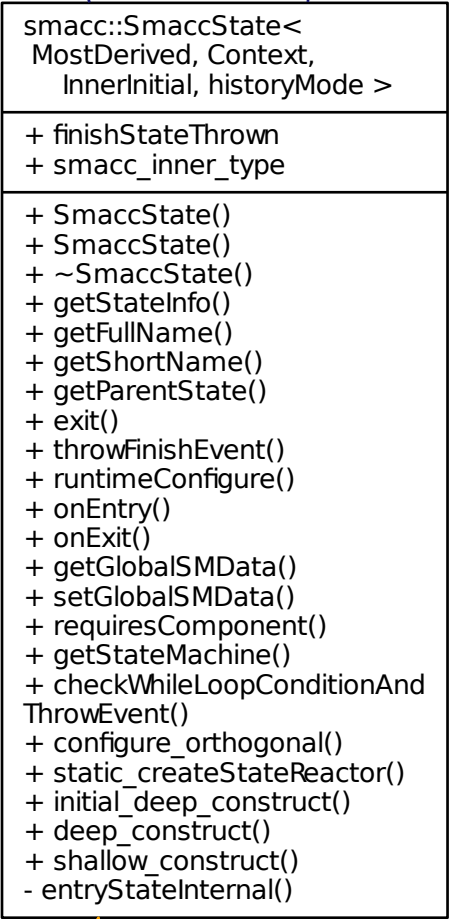 smacc::SmaccState<
MostDerived, Context,
InnerInitial, historyMode >
+ finishStateThrown
+ smacc_inner_type
+ SmaccState()
+ SmaccState()
+ ~SmaccState()
+ getStateInfo()
+ getFullName()
+ getShortName()
+ getParentState()
+ exit()
+ throwFinishEvent()
+ runtimeConfigure()
+ onEntry()
+ onExit()
+ getGlobalSMData()
+ setGlobalSMData()
+ requiresComponent()
+ getStateMachine()
+ checkWhileLoopConditionAnd
ThrowEvent()
+ configure_orthogonal()
+ static_createStateReactor()
+ initial_deep_construct()
+ deep_construct()
+ shallow_construct()
- entryStateInternal()